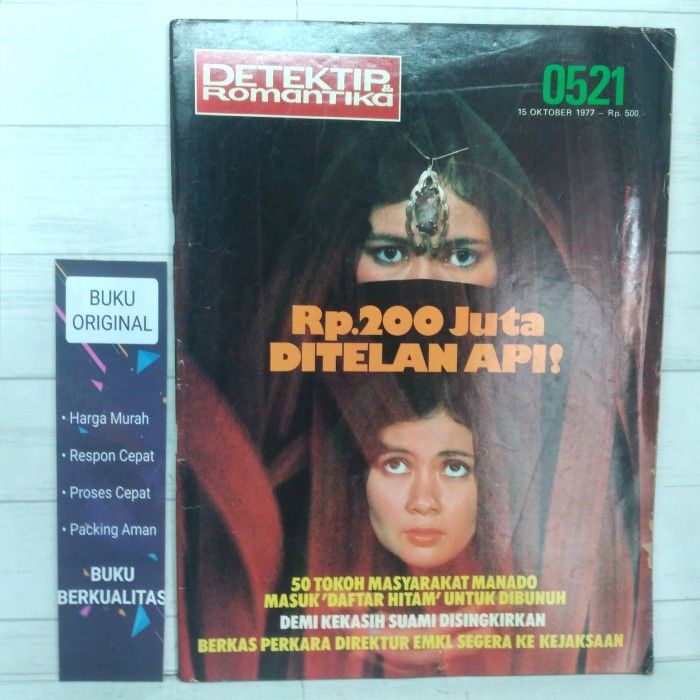 DETEKTIP &
ROMANTIKA
0521
15 OKTOBER 1977 – Rp. 500,-
Rp.200 Juta
DITELAN API!
50 TOKOH MASYARAKAT MANADO
MASUK 'DAFTAR HITAM' UNTUK DIBUNUH
DEMI KEKASIH SUAMI DISINGKIRKAN
BERKAS PERKARA DIREKTUR EMKL SEGERA KE KEJAKSAAN
BUKU
ORIGINAL
• Harga Murah
• Respon Cepat
• Proses Cepat
• Packing Aman
BUKU
BERKUALITAS